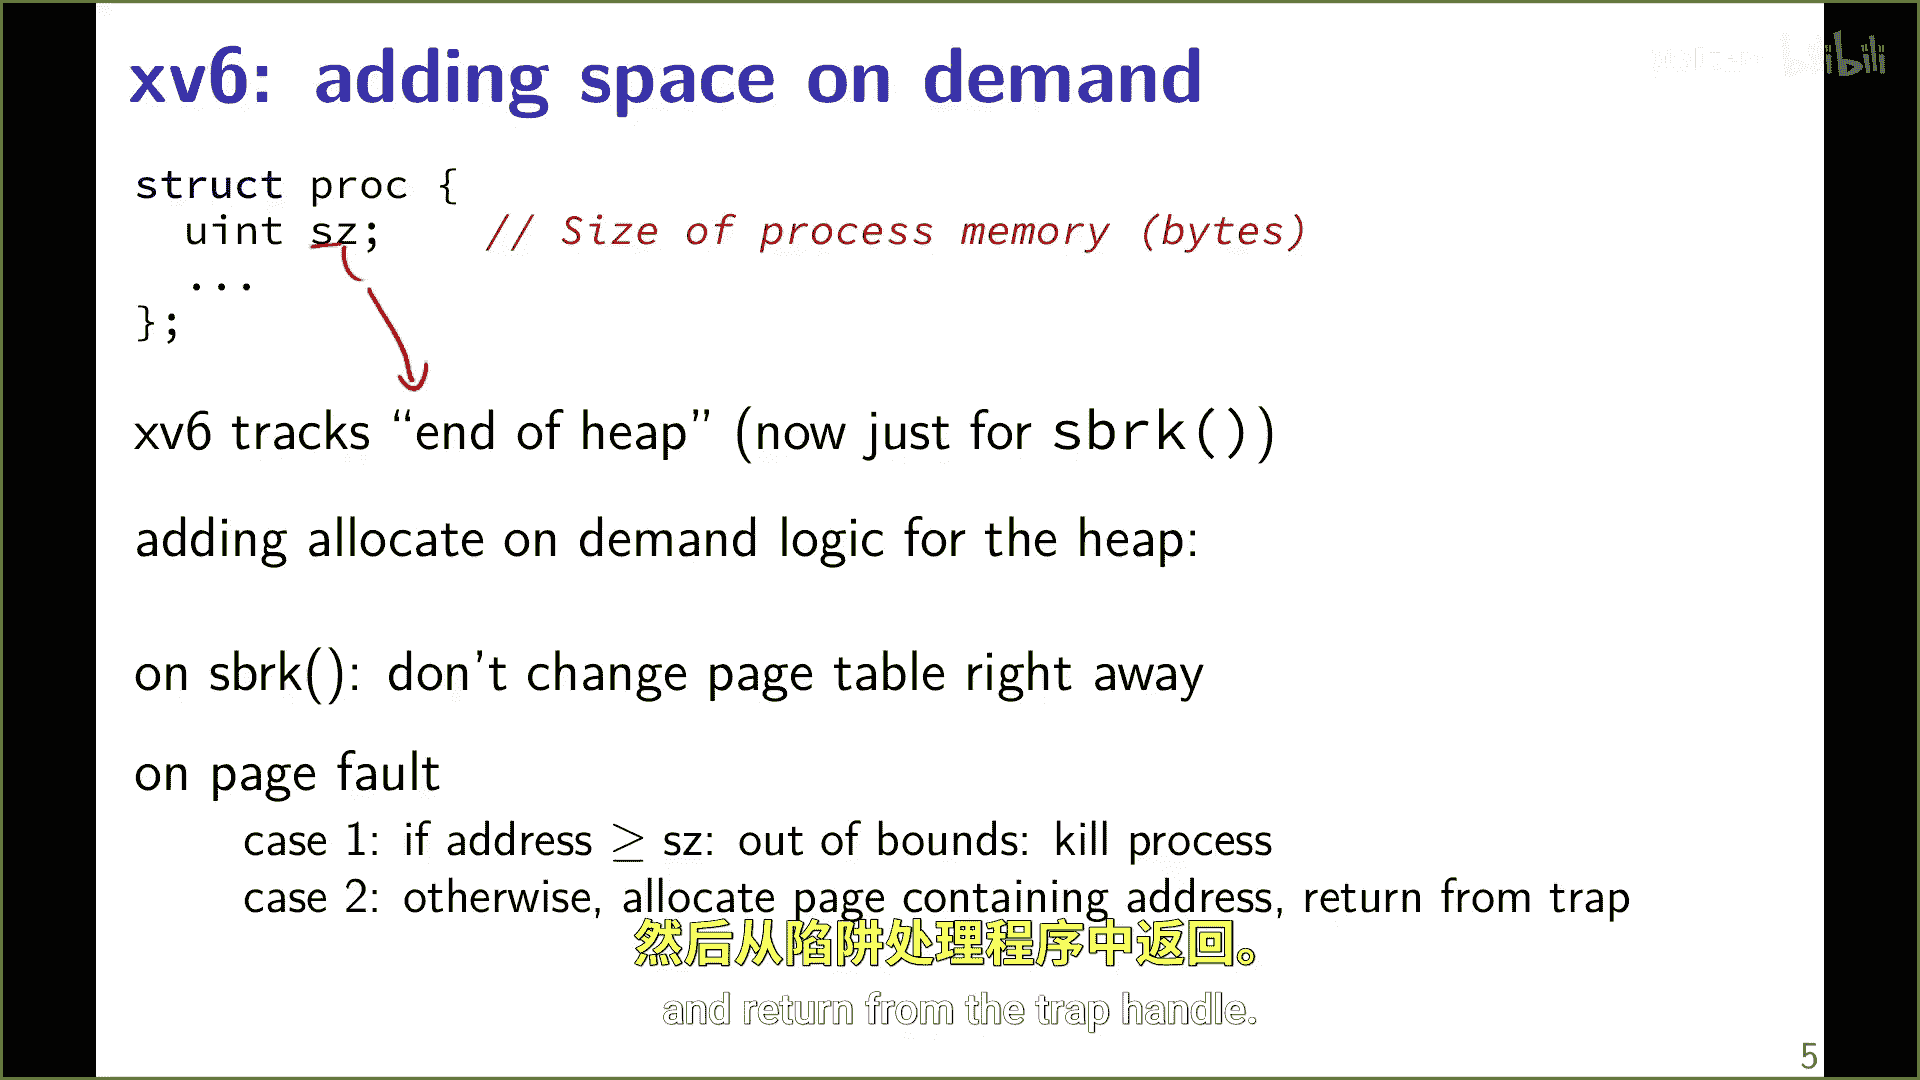 xv6: adding space on demand
struct proc {
uint sz; // Size of process memory (bytes)
...
};
xv6 tracks “end of heap” (now just for sbrk())
adding allocate on demand logic for the heap:
on sbrk(): don’t change page table right away
on page fault
case 1: if address ≥ sz: out of bounds: kill process
case 2: otherwise, allocate page containing address, return from trap
然后从陷阱处理程序中返回。
and return from the trap handle.
5